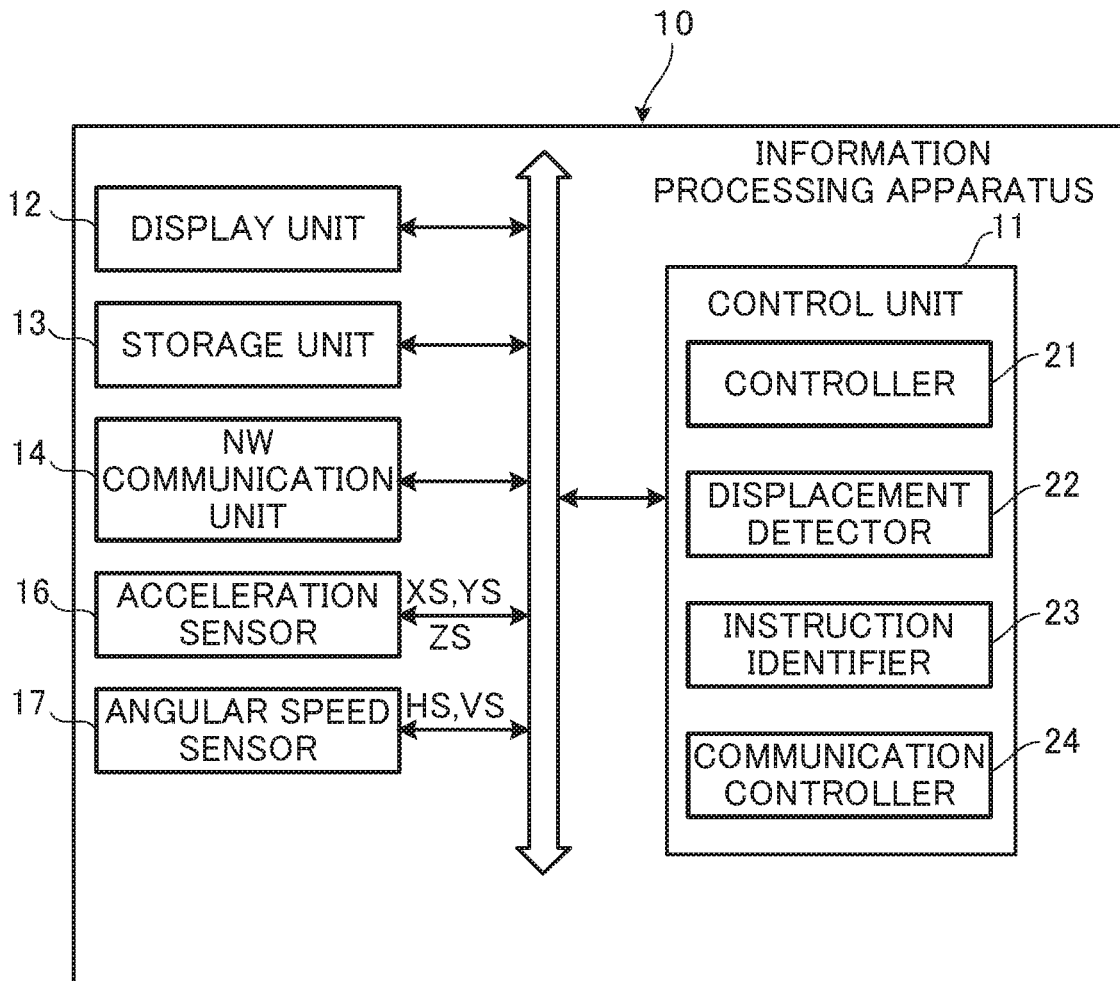 10
INFORMATION
PROCESSING APPARATUS
12
DISPLAY UNIT
13
STORAGE UNIT
14
NW
COMMUNICATION
UNIT
16
ACCELERATION
SENSOR
XS,YS
ZS
17
ANGULAR SPEED
SENSOR
HS,VS
11
CONTROL UNIT
CONTROLLER
21
DISPLACEMENT
DETECTOR
22
INSTRUCTION
IDENTIFIER
23
COMMUNICATION
CONTROLLER
24